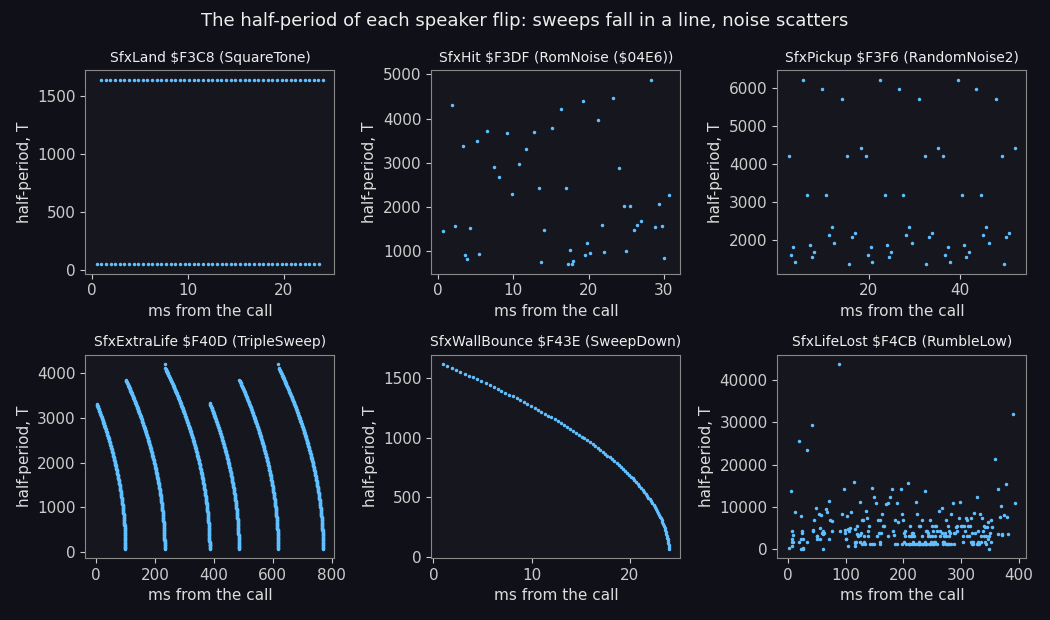 The half-period of each speaker flip: sweeps fall in a line, noise scatters
SfxLand $F3C8 (SquareTone)
half-period, T
1500
1000
500
0
0 10 20
ms from the call
SfxHit $F3DF (RomNoise ($04E6))
half-period, T
5000
4000
3000
2000
1000
0 10 20 30
ms from the call
SfxPickup $F3F6 (RandomNoise2)
half-period, T
6000
5000
4000
3000
2000
20 40
ms from the call
SfxExtraLife $F40D (TripleSweep)
half-period, T
4000
3000
2000
1000
0
0 200 400 600 800
ms from the call
SfxWallBounce $F43E (SweepDown)
half-period, T
1500
1000
500
0
0 10 20
ms from the call
SfxLifeLost $F4CB (RumbleLow)
half-period, T
40000
30000
20000
10000
0
0 100 200 300 400
ms from the call